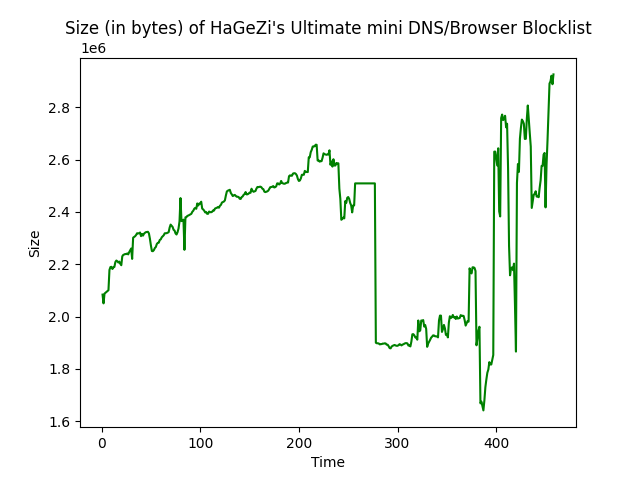 Size (in bytes) of HaGeZi's Ultimate mini DNS/Browser Blocklist
1e6
2.8
2.6
2.4
2.2
2.0
1.8
1.6
Size
0 100 200 300 400
Time